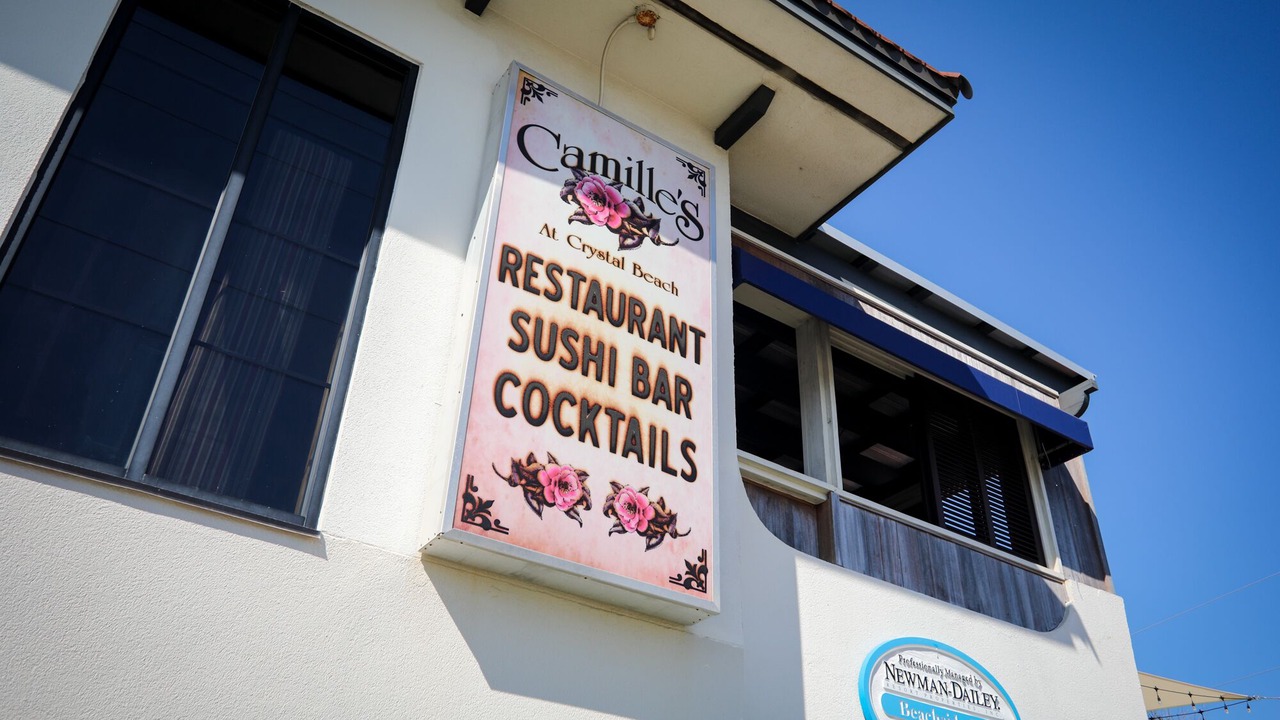 Camille's
At Crystal Beach
RESTAURANT
SUSHI BAR
COCKTAILS
Professionally Managed by
NEWMAN-DAILEY